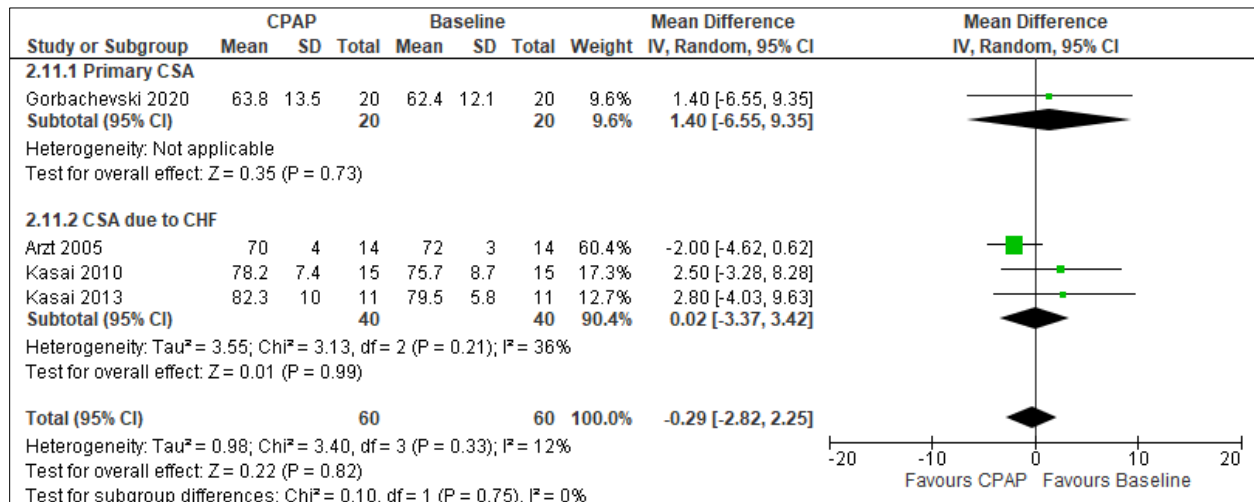 CPAP Baseline Mean Difference Mean Difference
Study or Subgroup Mean SD Total Mean SD Total Weight IV, Random, 95% CI IV, Random, 95% CI
2.11.1 Primary CSA
Gorbachevski 2020 63.8 13.5 20 62.4 12.1 20 9.6% 1.40 [-6.55, 9.35]
Subtotal (95% CI) 20 20 9.6% 1.40 [-6.55, 9.35]
Heterogeneity: Not applicable
Test for overall effect: Z = 0.35 (P = 0.73)
2.11.2 CSA due to CHF
Arzt 2005 70 4 14 72 3 14 60.4% -2.00 [-4.62, 0.62]
Kasai 2010 78.2 7.4 15 75.7 8.7 15 17.3% 2.50 [-3.28, 8.28]
Kasai 2013 82.3 10 11 79.5 5.8 11 12.7% 2.80 [-4.03, 9.63]
Subtotal (95% CI) 40 40 90.4% 0.02 [-3.37, 3.42]
Heterogeneity: Tau² = 3.55; Chi² = 3.13, df = 2 (P = 0.21); I² = 36%
Test for overall effect: Z = 0.01 (P = 0.99)
Total (95% CI) 60 60 100.0% -0.29 [-2.82, 2.25]
Heterogeneity: Tau² = 0.98; Chi² = 3.40, df = 3 (P = 0.33); I² = 12%
Test for overall effect: Z = 0.22 (P = 0.82)
Test for subgroup differences: Chi² = 0.10, df = 1 (P = 0.75), I² = 0%
-20 -10 0 10 20
Favours CPAP Favours Baseline